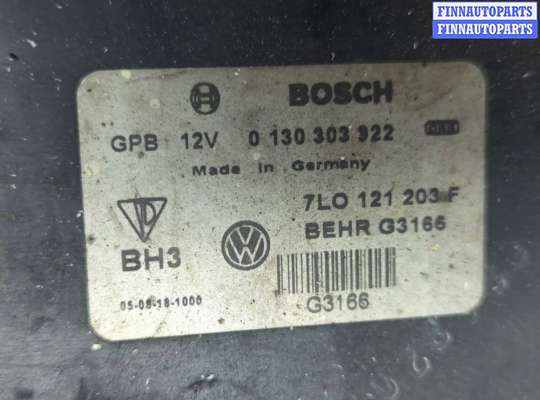 FINNAUTOPARTS
FINNAUTOPARTS
BOSCH
GPB 12V 0 130 303 922
Made in Germany
7L0 121 203 F
BEHR G3166
BH3
05-08-18-1000
G3166